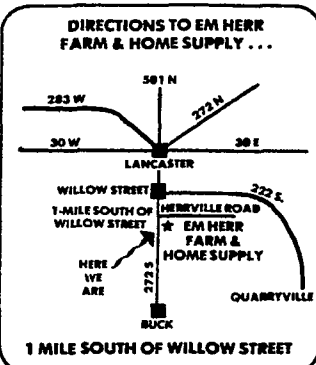 DIRECTIONS TO EM HERR
FARM & HOME SUPPLY ...
501 N
283 W
272 N
30 W
30 E
LANCASTER
WILLOW STREET
222 S.
1-MILE SOUTH OF
WILLOW STREET
HERRVILLE ROAD
★ EM HERR
FARM &
HOME SUPPLY
HERE
WE
ARE
272 S
QUARRYVILLE
BUCK
1 MILE SOUTH OF WILLOW STREET